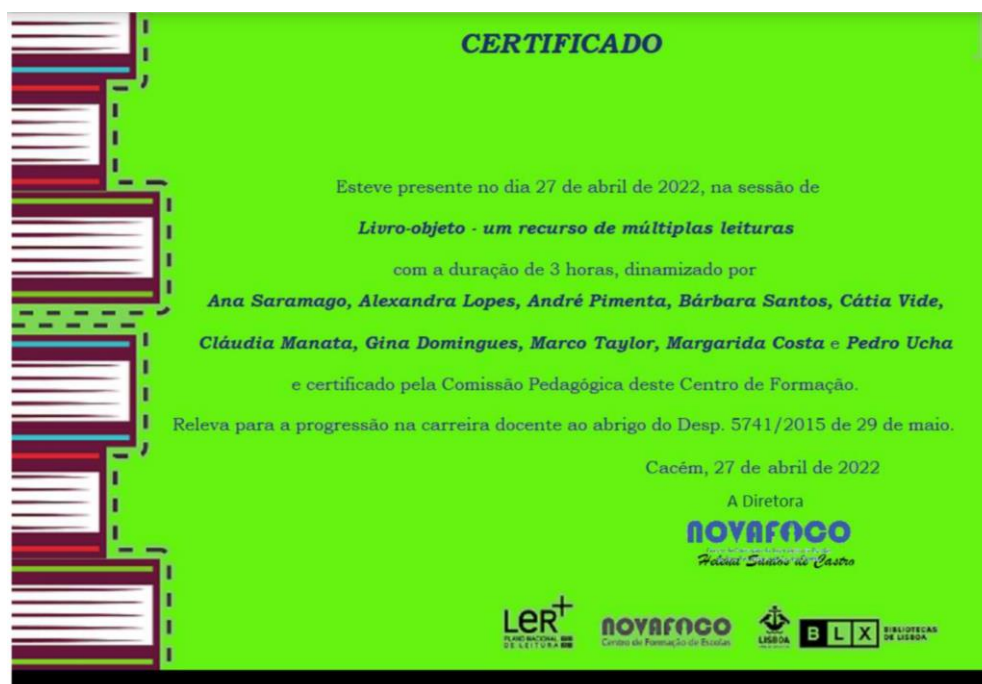 CERTIFICADO
Esteve presente no dia 27 de abril de 2022, na sessão de
Livro-objeto - um recurso de múltiplas leituras
com a duração de 3 horas, dinamizado por
Ana Saramago, Alexandra Lopes, André Pimenta, Bárbara Santos, Cátia Vide,
Cláudia Manata, Gina Domingues, Marco Taylor, Margarida Costa e Pedro Ucha
e certificado pela Comissão Pedagógica deste Centro de Formação.
Releva para a progressão na carreira docente ao abrigo do Desp. 5741/2015 de 29 de maio.
Cacém, 27 de abril de 2022
A Diretora
NOVAFOCO
Santos de Castro
LeR+
PLANO NACIONAL
DE LEITURA
NOVAFOCO
Centro de Formação de Escolas
LISBOA
BLX
BIBLIOTECAS
DE LISBOA